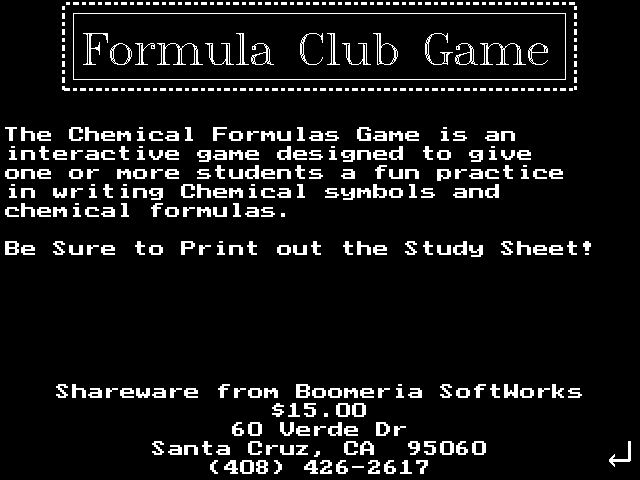 Formula Club Game
The Chemical Formulas Game is an
interactive game designed to give
one or more students a fun practice
in writing Chemical symbols and
chemical formulas.
Be Sure to Print out the Study Sheet!
Shareware from Boomeria SoftWorks
$15.00
60 Verde Dr
Santa Cruz, CA  95060
(408) 426-2617